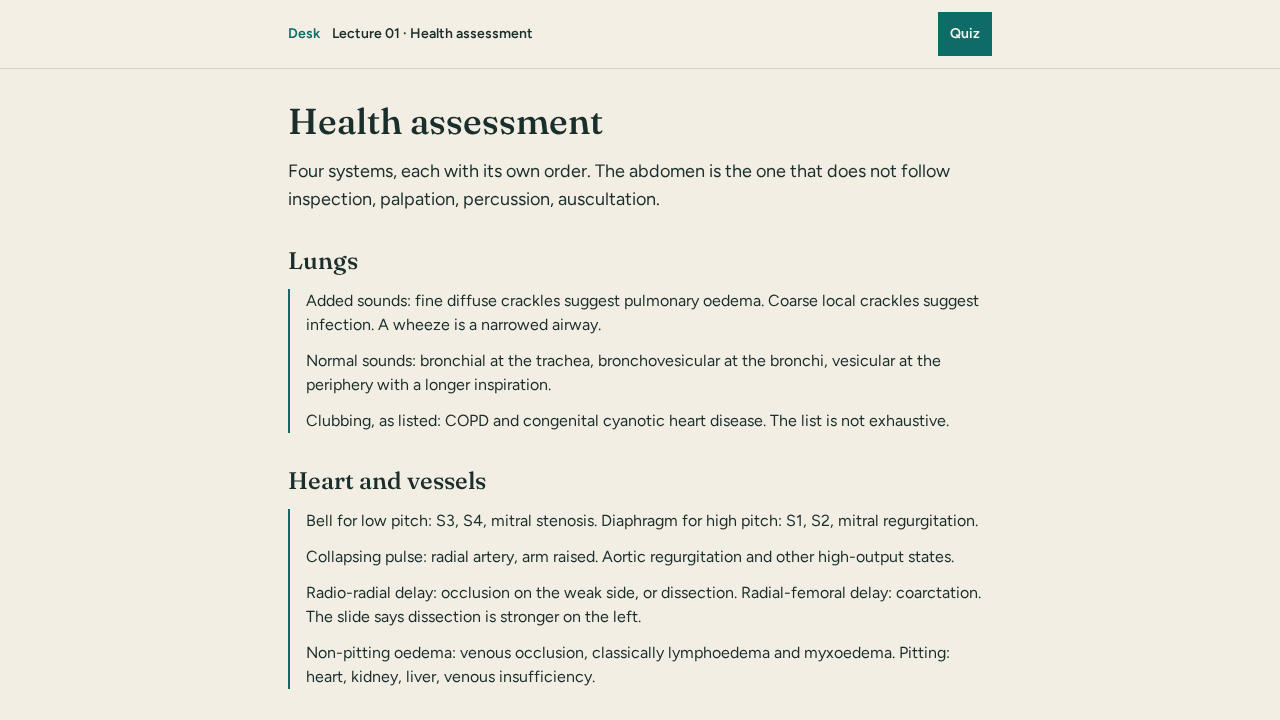 Desk Lecture 01 · Health assessment
Quiz
Health assessment
Four systems, each with its own order. The abdomen is the one that does not follow
inspection, palpation, percussion, auscultation.
Lungs
Added sounds: fine diffuse crackles suggest pulmonary oedema. Coarse local crackles suggest
infection. A wheeze is a narrowed airway.
Normal sounds: bronchial at the trachea, bronchovesicular at the bronchi, vesicular at the
periphery with a longer inspiration.
Clubbing, as listed: COPD and congenital cyanotic heart disease. The list is not exhaustive.
Heart and vessels
Bell for low pitch: S3, S4, mitral stenosis. Diaphragm for high pitch: S1, S2, mitral regurgitation.
Collapsing pulse: radial artery, arm raised. Aortic regurgitation and other high-output states.
Radio-radial delay: occlusion on the weak side, or dissection. Radial-femoral delay: coarctation.
The slide says dissection is stronger on the left.
Non-pitting oedema: venous occlusion, classically lymphoedema and myxoedema. Pitting:
heart, kidney, liver, venous insufficiency.